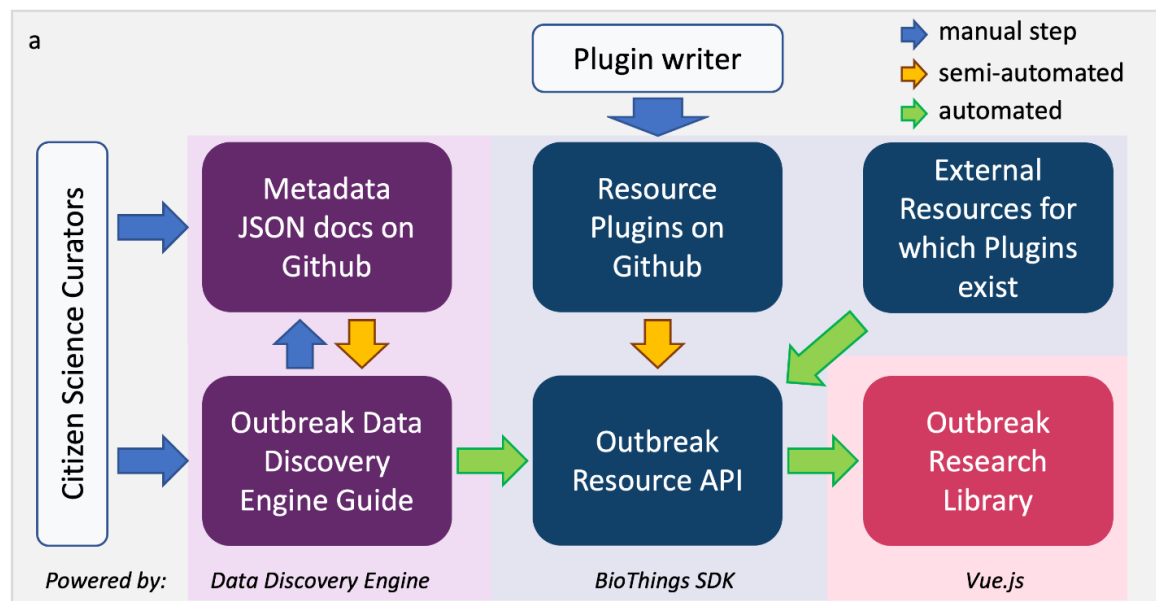 a
manual step
semi-automated
automated
Plugin writer
Citizen Science Curators
Metadata
JSON docs on
Github
Resource
Plugins on
Github
External
Resources for
which Plugins
exist
Outbreak Data
Discovery
Engine Guide
Outbreak
Resource API
Outbreak
Research
Library
Powered by:
Data Discovery Engine
BioThings SDK
Vue.js